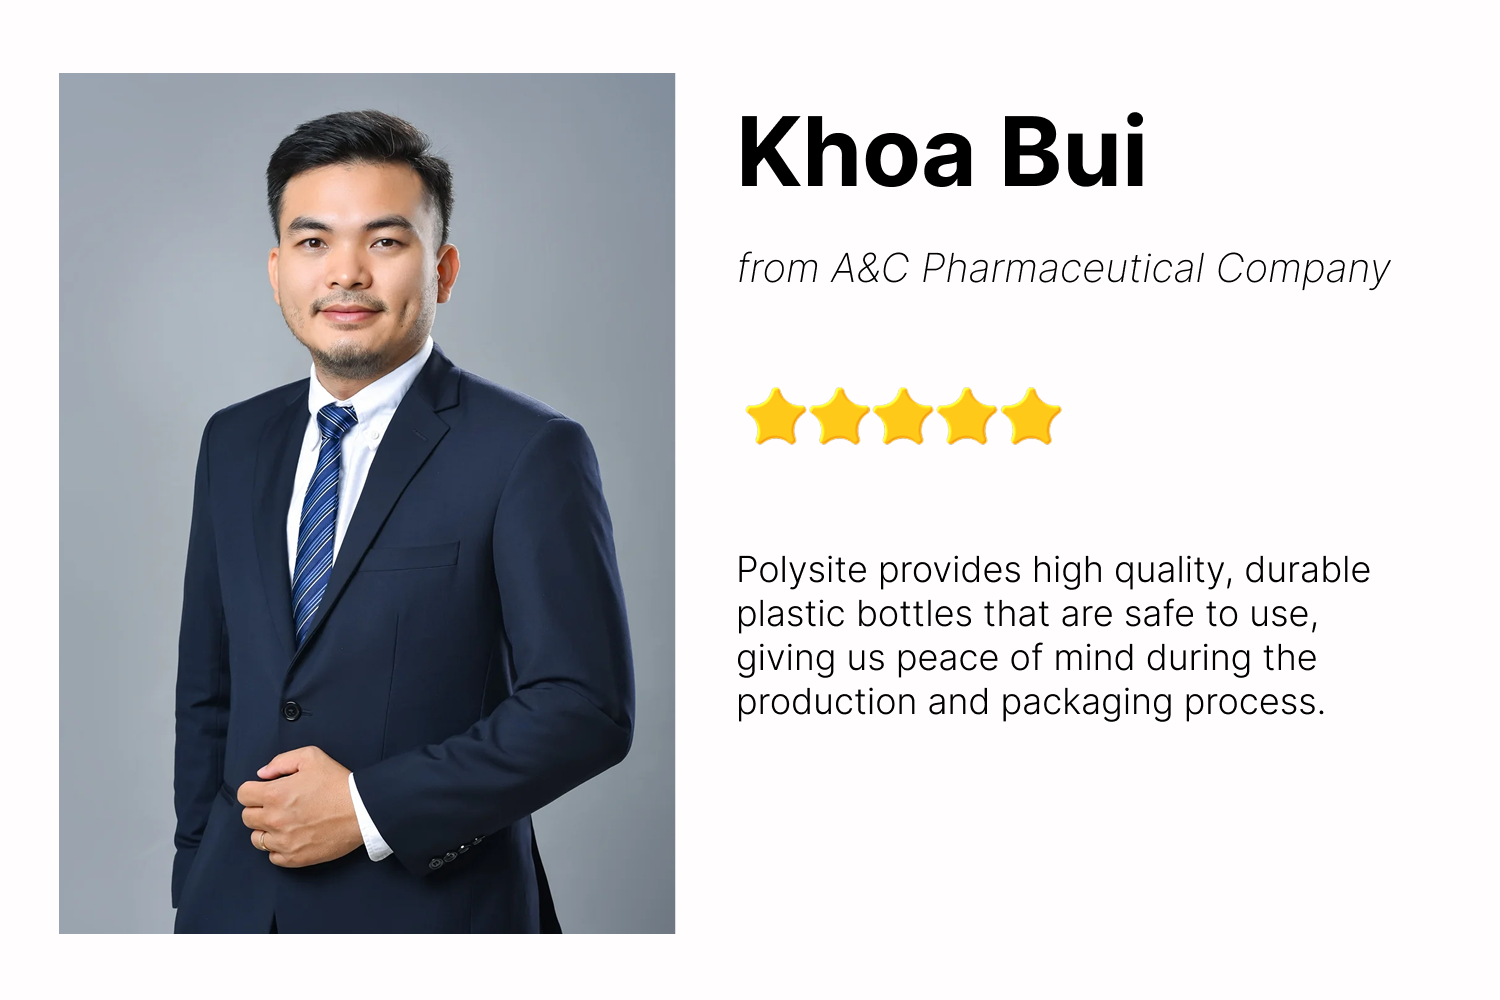 Khoa Bui
from A&C Pharmaceutical Company
Polysite provides high quality, durable
plastic bottles that are safe to use,
giving us peace of mind during the
production and packaging process.